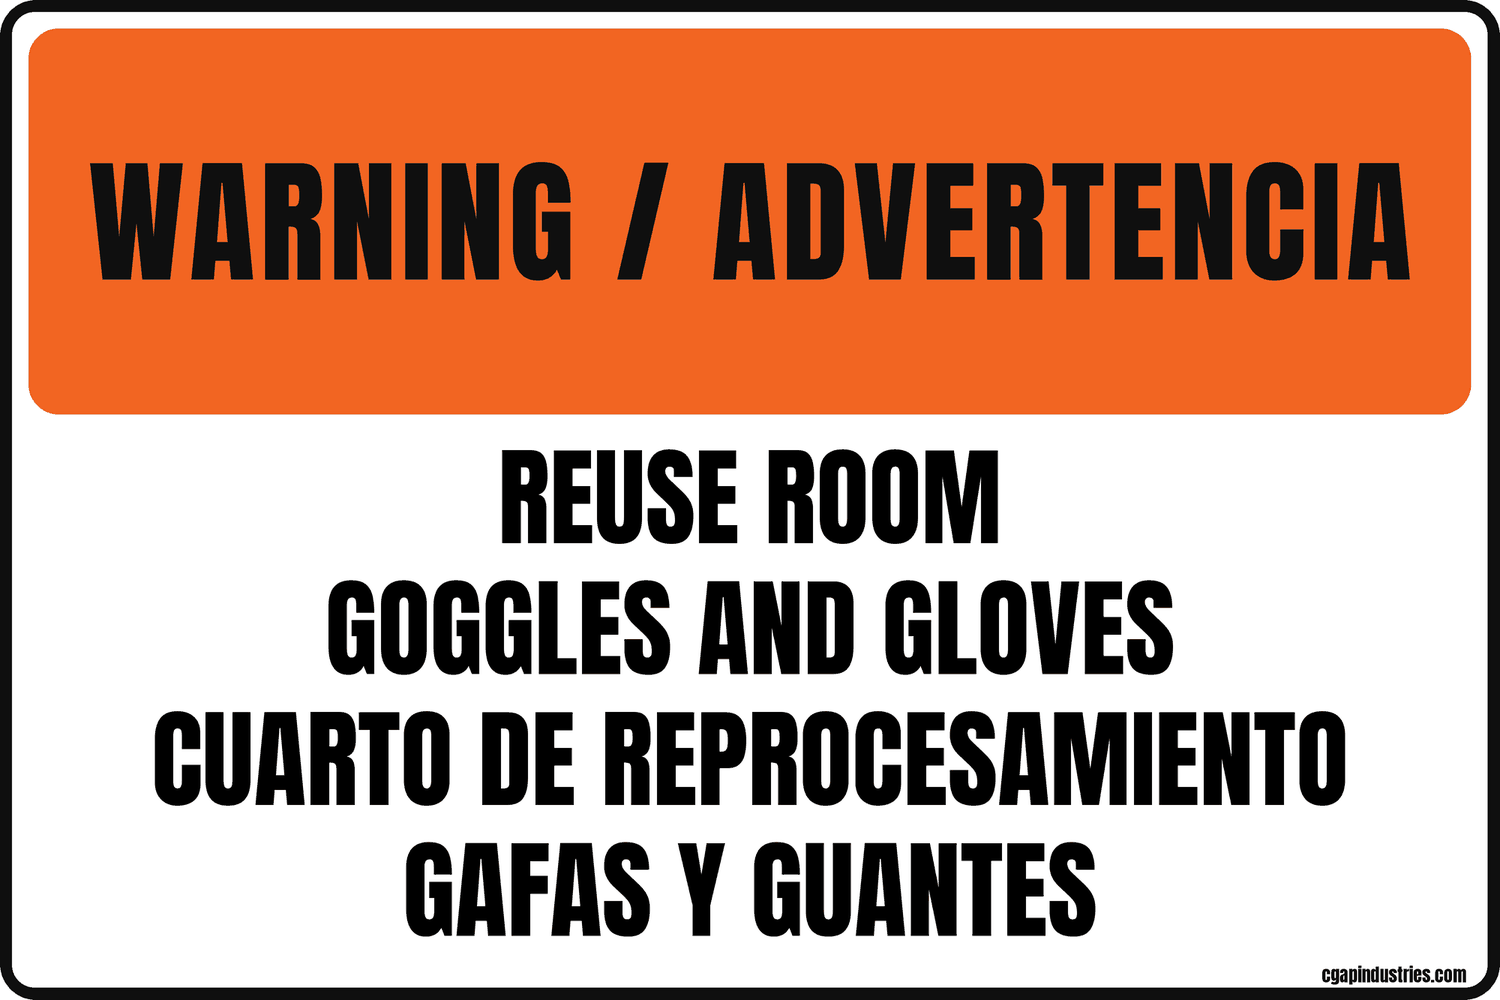 WARNING / ADVERTENCIA
REUSE ROOM
GOGGLES AND GLOVES
CUARTO DE REPROCESAMIENTO
GAFAS Y GUANTES
cgapindustries.com